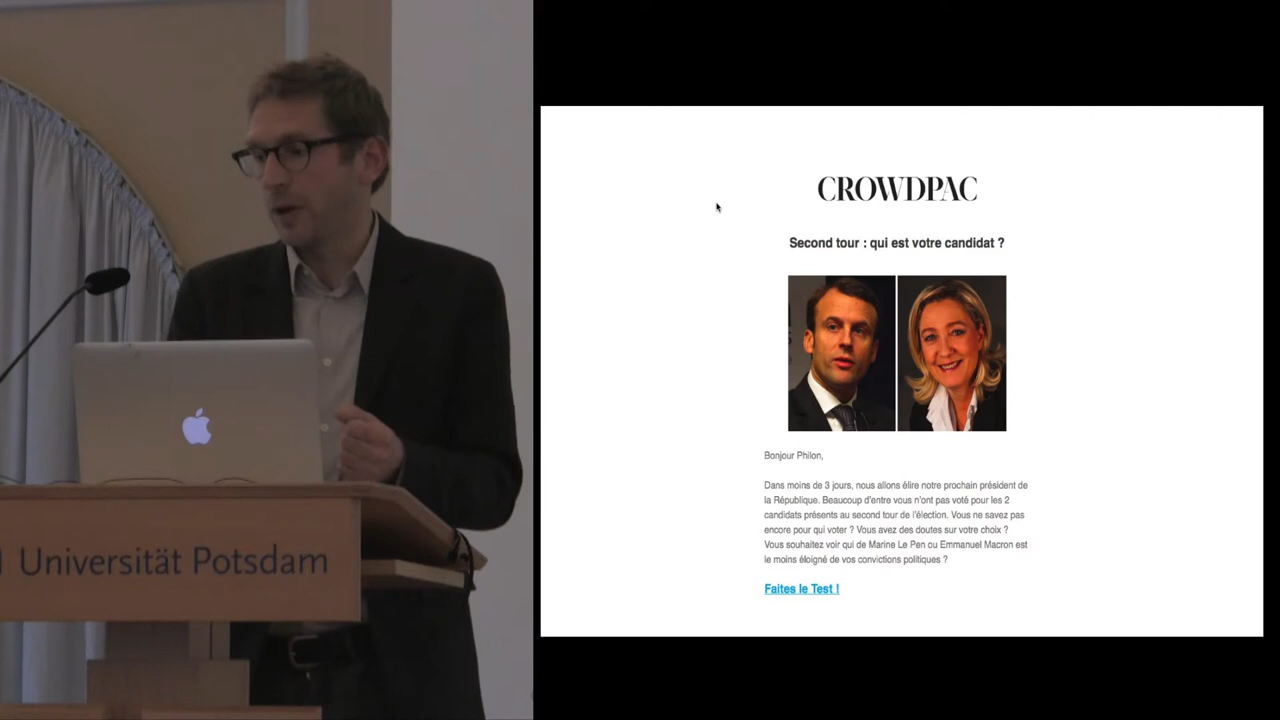 Universität Potsdam
CROWDPAC
Second tour : qui est votre candidat ?
Bonjour Philon,
Dans moins de 3 jours, nous allons élire notre prochain président de
la République. Beaucoup d'entre vous n'ont pas voté pour les 2
candidats présents au second tour de l'élection. Vous ne savez pas
encore pour qui voter ? Vous avez des doutes sur votre choix ?
Vous souhaitez voir qui de Marine Le Pen ou Emmanuel Macron est
le moins éloigné de vos convictions politiques ?
Faites le Test !